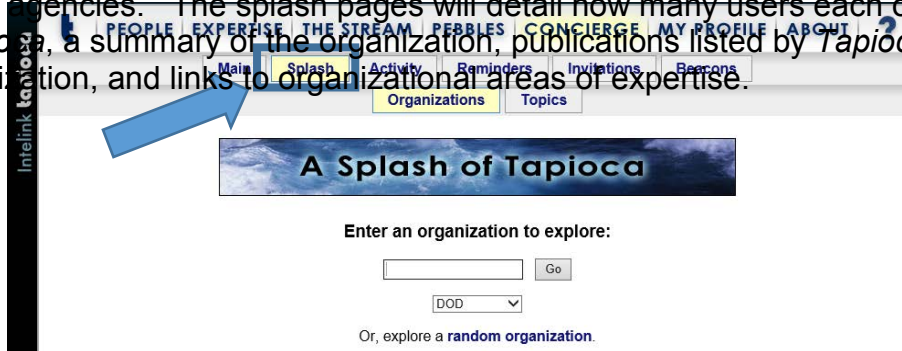 agencies. The splash pages will detail how many users each
a summary of the organization, publications listed by
and links to organizational areas of expertise.
Intelink tapioca
t PEOPLE EXPERTISE THE STREAM PEBBLES CONCIERGE MY PROFILE ABOUT ?
Main Splash Activity Reminders Invitations Beacons
Organizations Topics
A Splash of Tapioca
Enter an organization to explore:
Go
DOD
Or, explore a random organization.